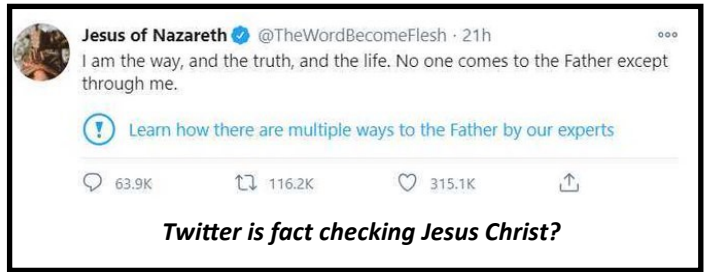 Jesus of Nazareth @TheWordBecomeFlesh · 21h
I am the way, and the truth, and the life. No one comes to the Father except
through me.
Learn how there are multiple ways to the Father by our experts
63.9K 116.2K 315.1K
Twitter is fact checking Jesus Christ?